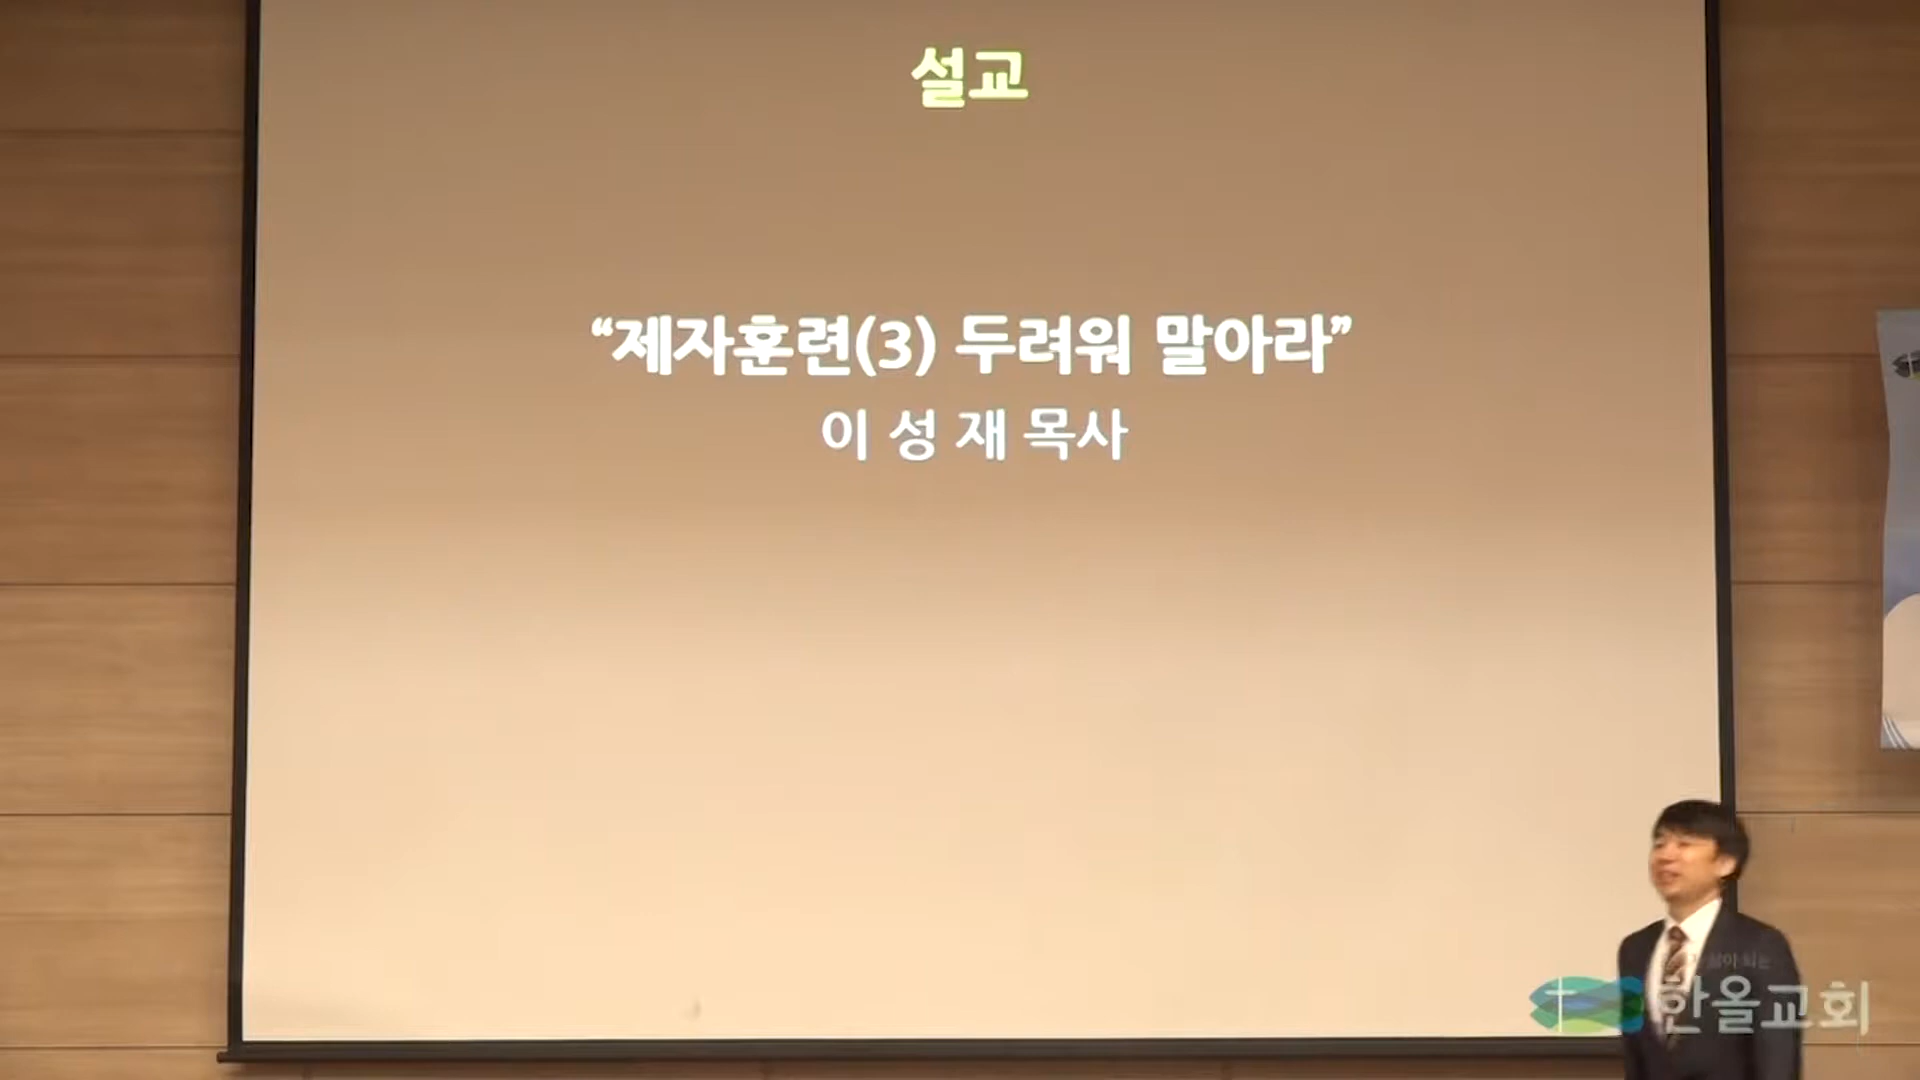 설교
“제자훈련(3) 두려워 말아라”
이 성 재 목사
한올교회